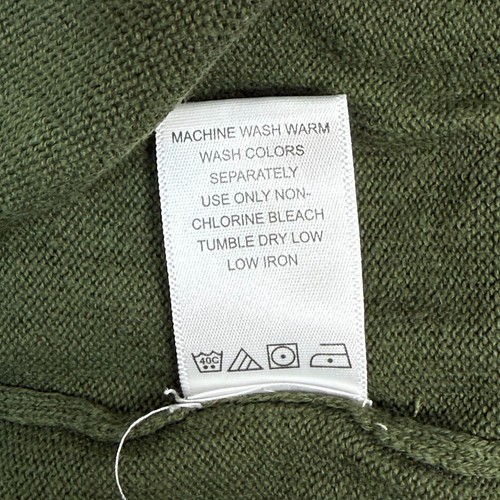 MACHINE WASH WARM
WASH COLORS
SEPARATELY
USE ONLY NON-
CHLORINE BLEACH
TUMBLE DRY LOW
LOW IRON
40C